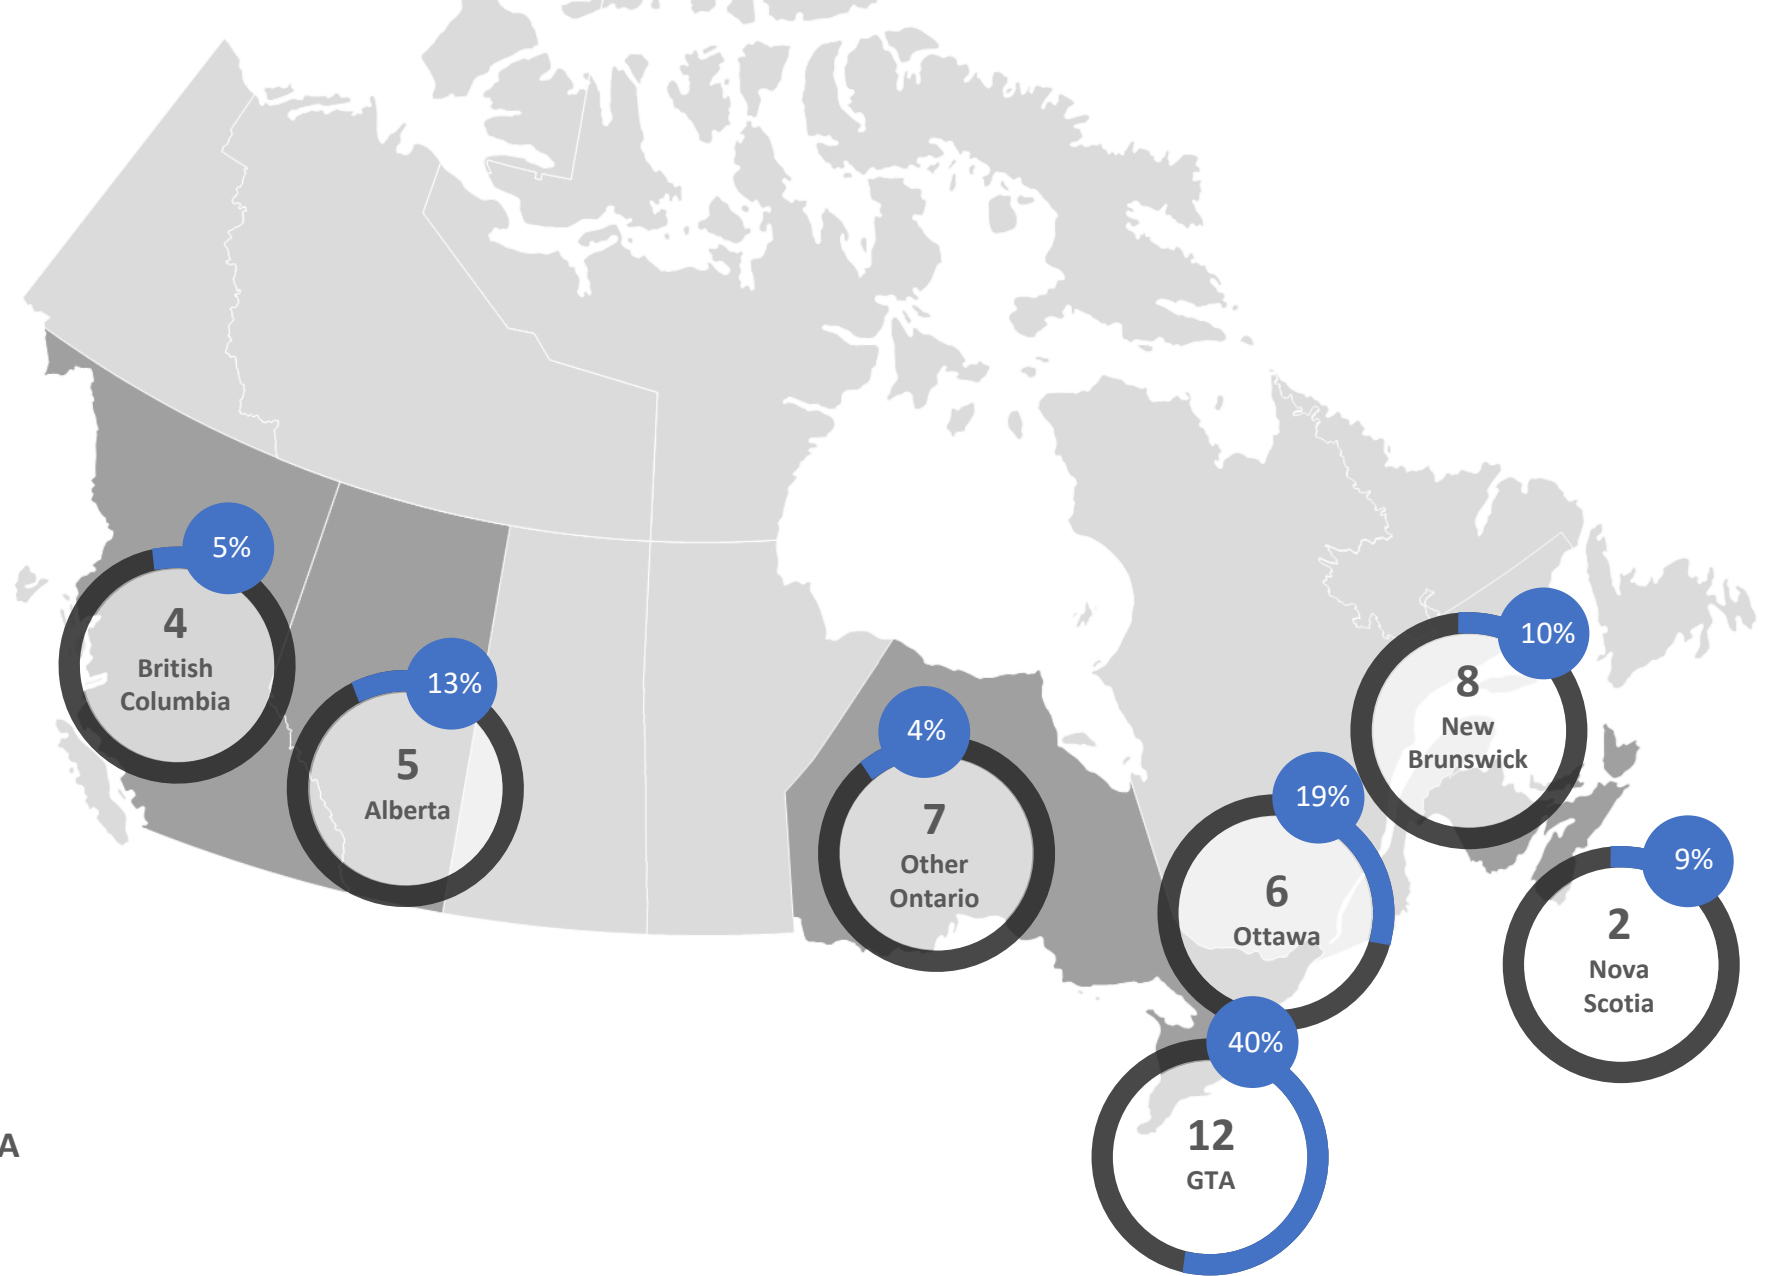 5%
4
British
Columbia
13%
5
Alberta
4%
7
Other
Ontario
19%
6
Ottawa
10%
8
New
Brunswick
9%
2
Nova
Scotia
40%
12
GTA
A